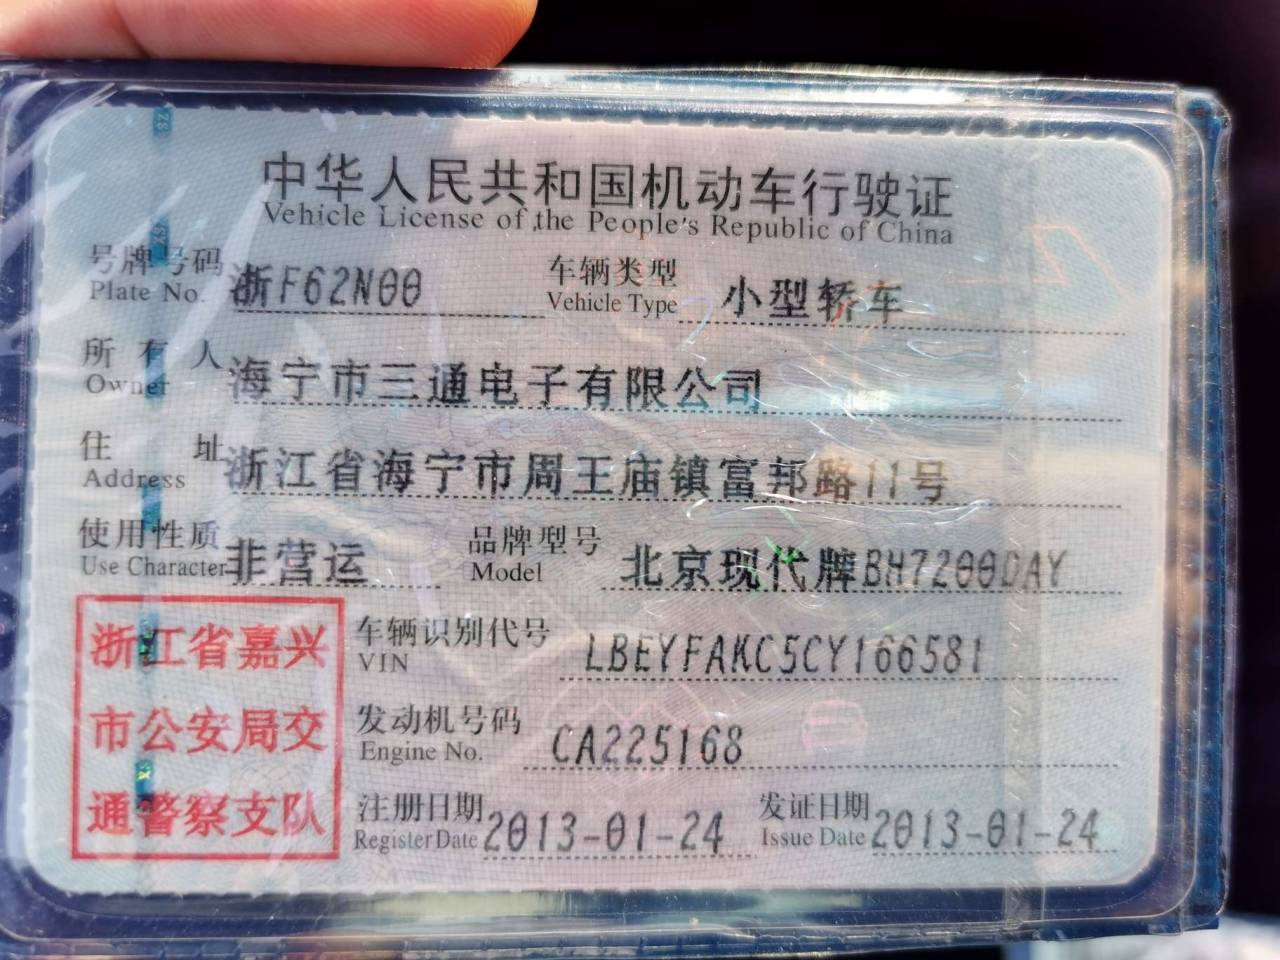 中华人民共和国机动车行驶证
Vehicle License of the People's Republic of China
号牌号码 浙F62N00 车辆类型 小型轿车
Plate No. Vehicle Type
所有人 海宁市三通电子有限公司
Owner
住址 浙江省海宁市周王庙镇富邦路11号
Address
使用性质 非营运 品牌型号 北京现代牌BH7200DAY
Use Character Model
浙江省嘉兴
市公安局交
通警察支队
车辆识别代号 LBEYFAKC5CY166581
VIN
发动机号码 CA225168
Engine No.
注册日期 2013-01-24 发证日期 2013-01-24
Register Date Issue Date